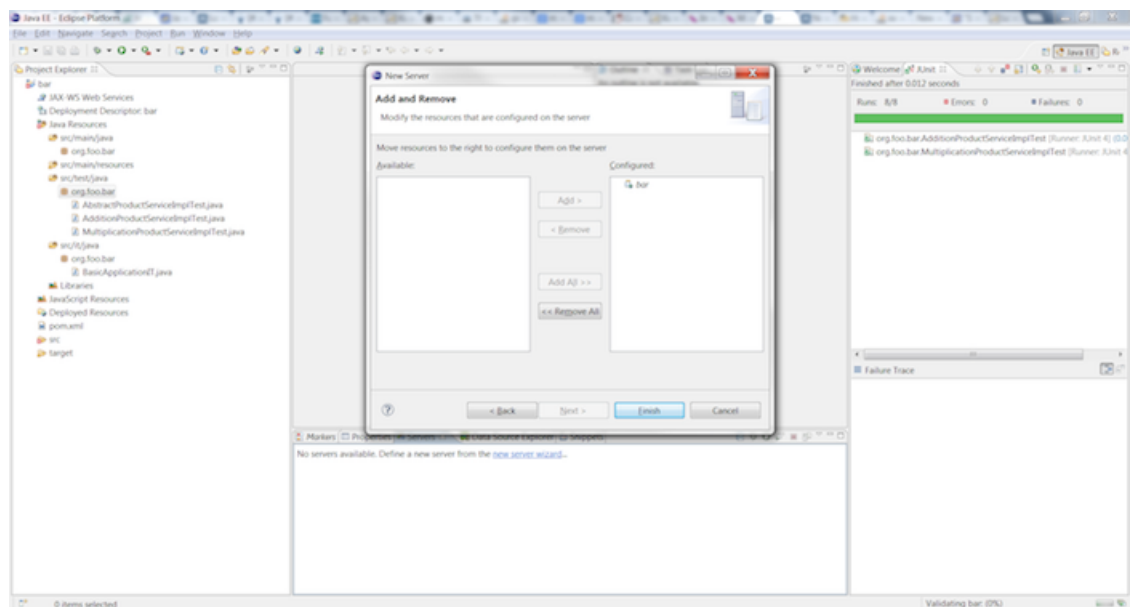 Java EE - Eclipse Platform
File Edit Navigate Search Project Run Window Help
Java EE
Project Explorer
bar
JAX-WS Web Services
Deployment Descriptor: bar
Java Resources
src/main/java
org.foo.bar
src/main/resources
src/test/java
org.foo.bar
AbstractProductServiceImplTest.java
AdditionProductServiceImplTest.java
MultiplicationProductServiceImplTest.java
src/it/java
org.foo.bar
BasicApplicationIT.java
Libraries
JavaScript Resources
Deployed Resources
pom.xml
src
target
New Server
Add and Remove
Modify the resources that are configured on the server
Move resources to the right to configure them on the server
Available:
Configured:
bar
Add >
< Remove
Add All >>
<< Remove All
< Back
Next >
Finish
Cancel
Markers
Servers
Data Source Explorer
Snippets
No servers available. Define a new server from the new server wizard...
Welcome
JUnit
Finished after 0.012 seconds
Runs: 8/8
Errors: 0
Failures: 0
org.foo.bar.AdditionProductServiceImplTest [Runner: JUnit 4] (0.0
org.foo.bar.MultiplicationProductServiceImplTest [Runner: JUnit 4
Failure Trace
0 items selected
Validating bar: (0%)